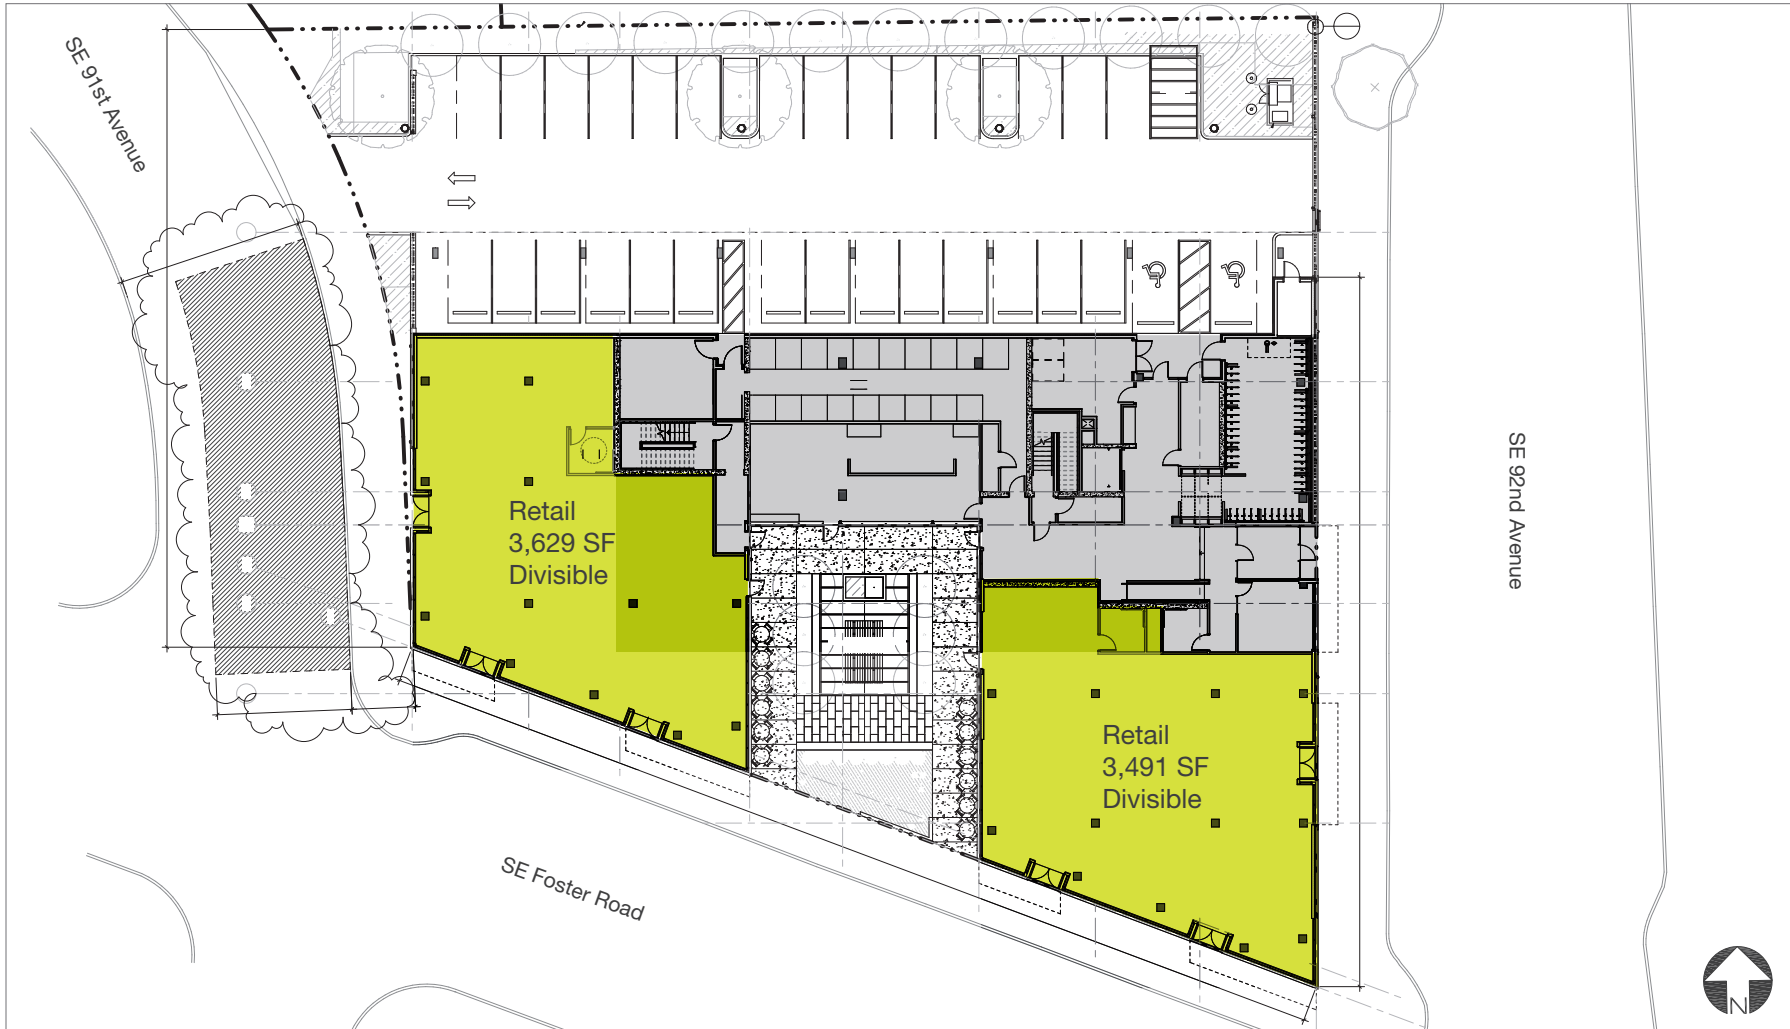 SE 91st Avenue
Retail
3,629 SF
Divisible
SE 92nd Avenue
Retail
3,491 SF
Divisible
SE Foster Road
N